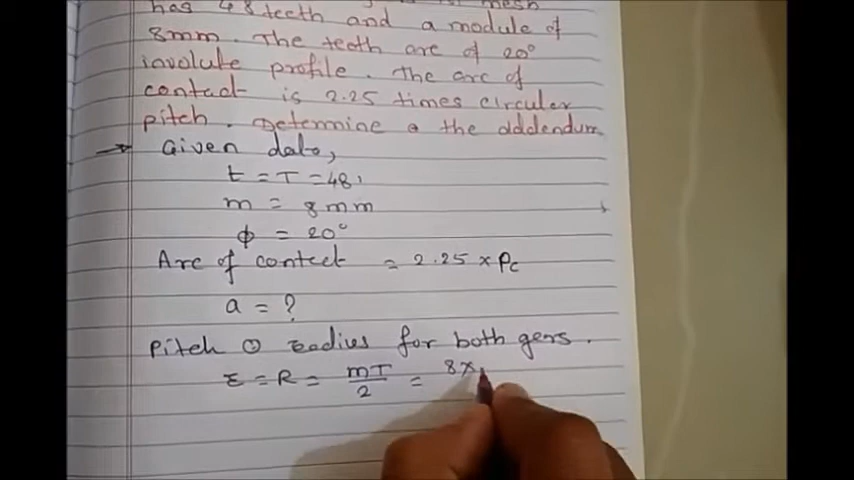 has 48 teeth and a module of
8mm. The teeth are of 20°
involute profile. The arc of
contact is 2.25 times circular
pitch. Determine a the addendum
Given data,
t = T = 48
m = 8 mm
ϕ = 20°
Arc of contect = 2.25 × Pc
a = ?
Pitch radius for both gers.
r = R = mT/2 = 8×